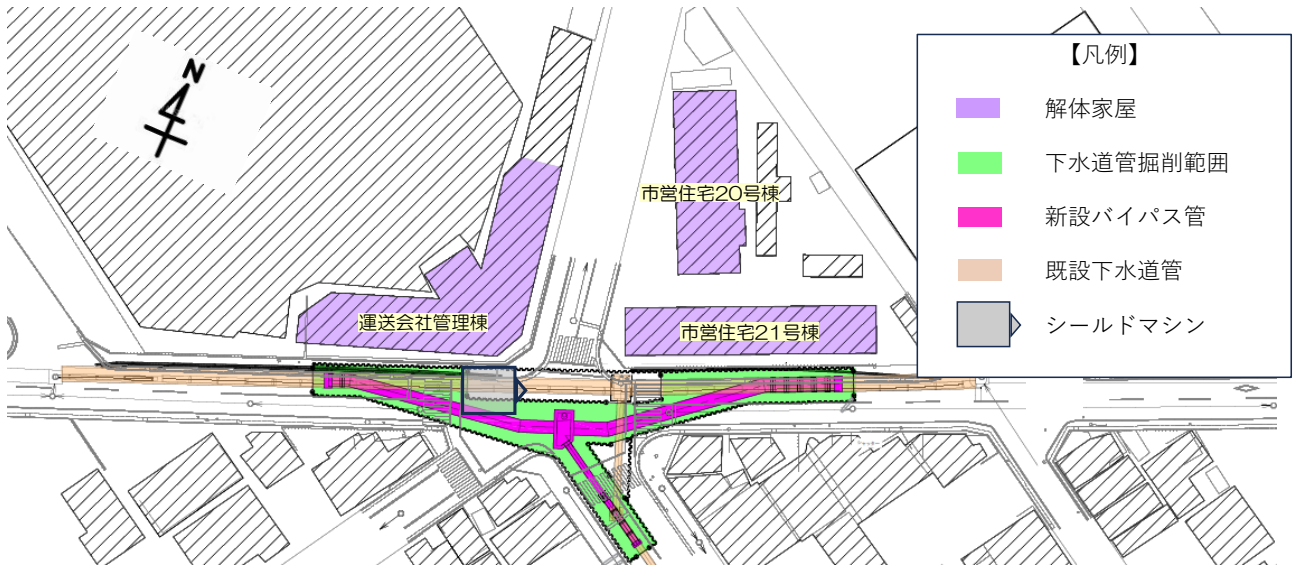 N
【凡例】
解体家屋
下水道管掘削範囲
新設バイパス管
既設下水道管
シールドマシン
市営住宅20号棟
運送会社管理棟
市営住宅21号棟